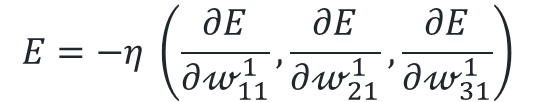 E = −η (∂E/∂w¹₁₁, ∂E/∂w¹₂₁, ∂E/∂w¹₃₁)